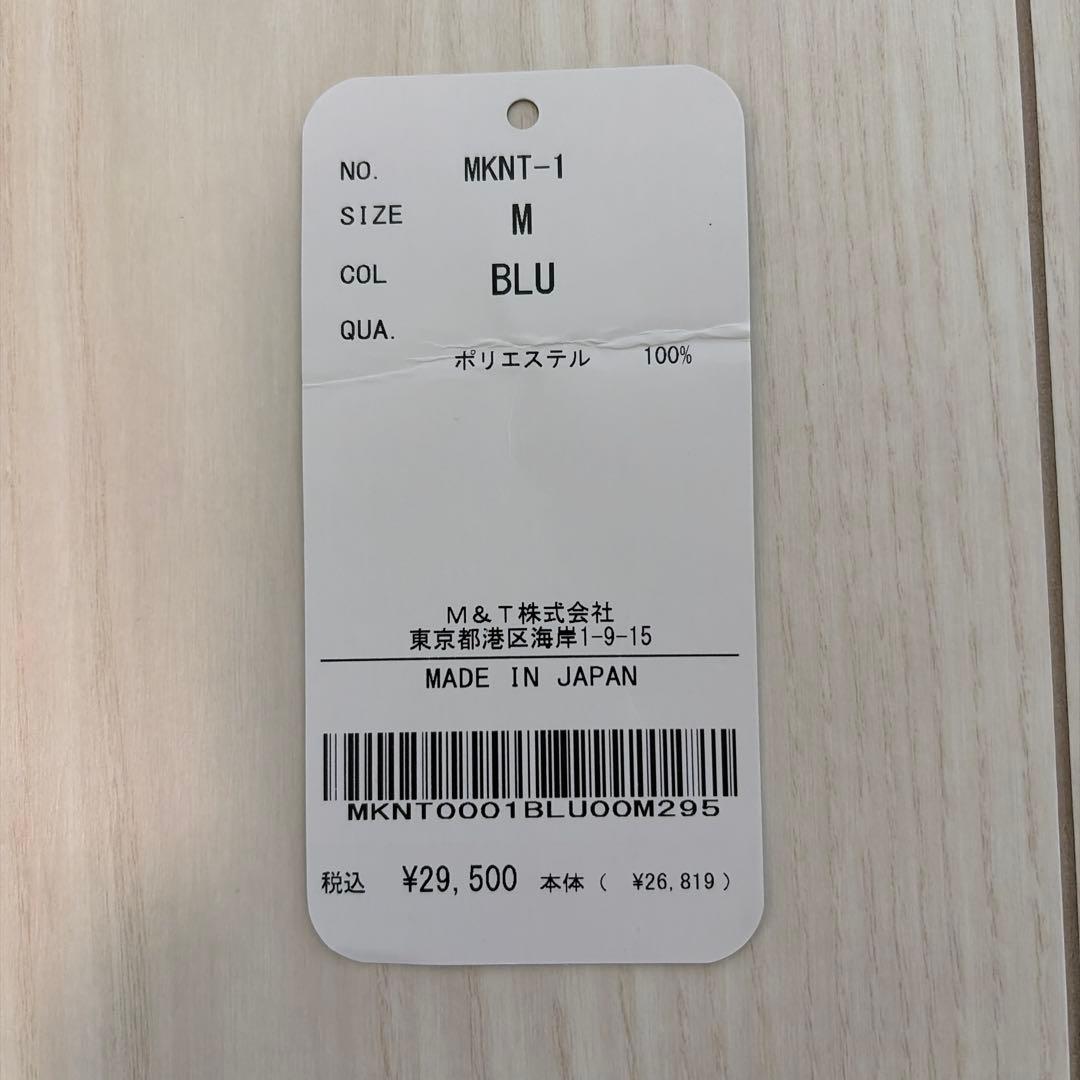 NO. MKNT-1
SIZE M
COL BLU
QUA.
ポリエステル 100%
M&T株式会社
東京都港区海岸1-9-15
MADE IN JAPAN
MKNT0001BLU00M295
税込 ¥29,500 本体 ( ¥26,819 )